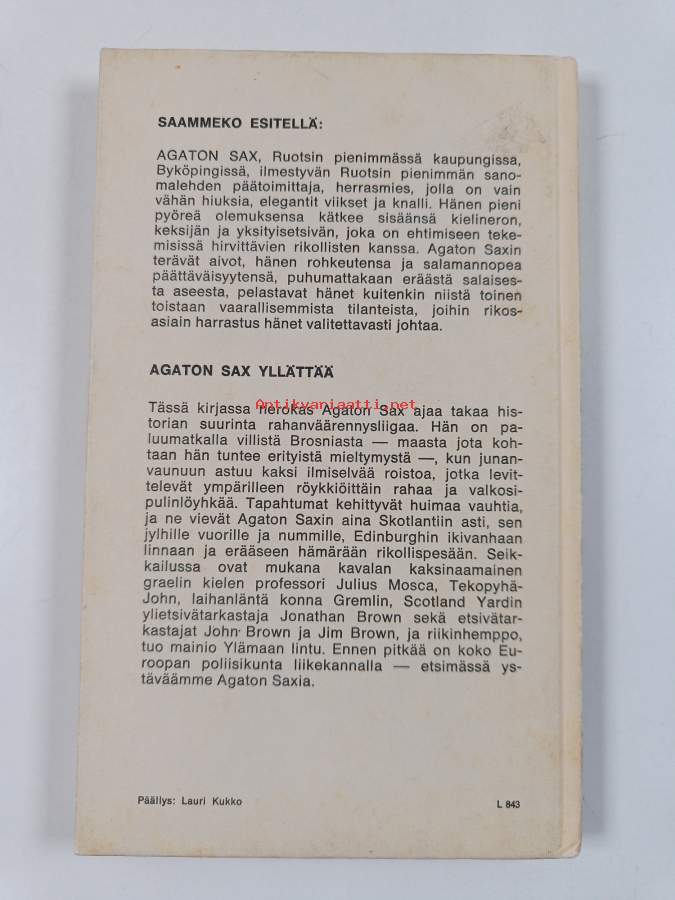 SAAMMEKO ESITELLÄ:
AGATON SAX, Ruotsin pienimmässä kaupungissa,
Byköpingissä, ilmestyvän Ruotsin pienimmän sano-
malehden päätoimittaja, herrasmies, jolla on vain
vähän hiuksia, elegantit viikset ja knalli. Hänen pieni
pyöreä olemuksensa kätkee sisäänsä kielineron,
keksijän ja yksityisetsivän, joka on ehtimiseen teke-
misissä hirvittävien rikollisten kanssa. Agaton Saxin
terävät aivot, hänen rohkeutensa ja salamannopea
päättäväisyytensä, puhumattakaan eräästä salaises-
ta aseesta, pelastavat hänet kuitenkin niistä toinen
toistaan vaarallisemmista tilanteista, joihin rikos-
asiain harrastus hänet valitettavasti johtaa.
AGATON SAX YLLÄTTÄÄ
Antikvariaatti.net
Tässä kirjassa nerokas Agaton Sax ajaa takaa his-
torian suurinta rahanväärennysliigaa. Hän on pa-
luumatkalla villistä Brosniasta — maasta jota koh-
taan hän tuntee erityistä mieltymystä —, kun junan-
vaunuun astuu kaksi ilmiselvää roistoa, jotka levit-
televät ympärilleen röykkiöittäin rahaa ja valkosi-
pulinlöyhkää. Tapahtumat kehittyvät huimaa vauhtia,
ja ne vievät Agaton Saxin aina Skotlantiin asti, sen
jylhille vuorille ja nummille, Edinburghin ikivanhaan
linnaan ja erääseen hämärään rikollispesään. Seik-
kailussa ovat mukana kavalan kaksinaamainen
graelin kielen professori Julius Mosca, Tekopyhä-
John, laihanläntä konna Gremlin, Scotland Yardin
ylietsivätarkastaja Jonathan Brown sekä etsivätar-
kastajat John Brown ja Jim Brown, ja riikinhemppo,
tuo mainio Ylämaan lintu. Ennen pitkää on koko Eu-
roopan poliisikunta liikekannalla — etsimässä ys-
täväämme Agaton Saxia.
Päällys: Lauri Kukko
L 843